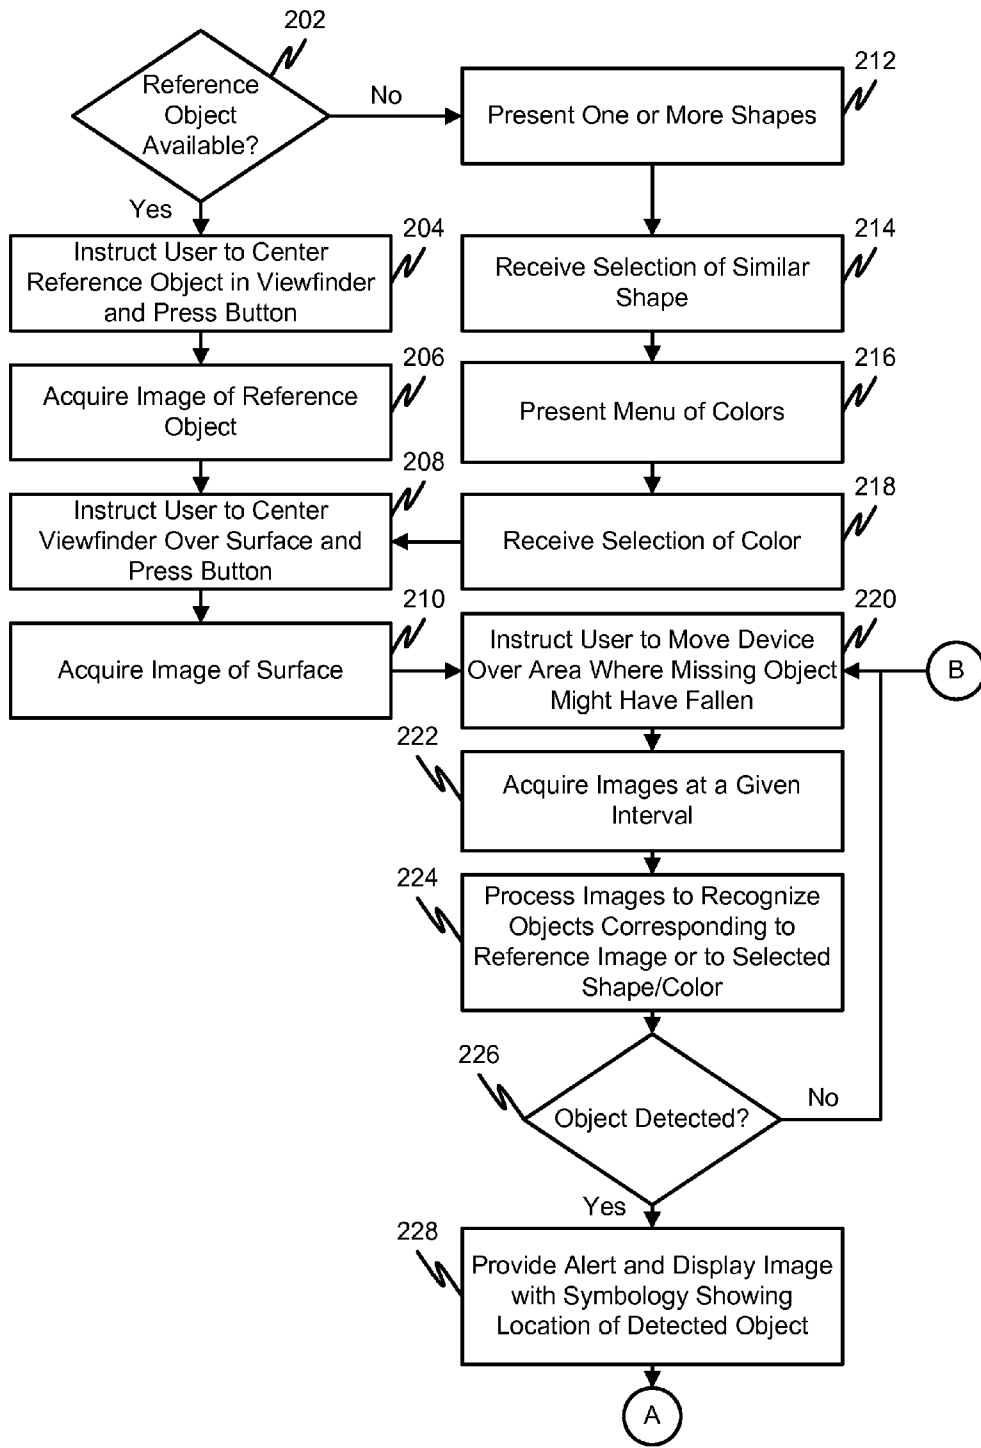 202
Reference
Object
Available?
No
Yes
212
Present One or More Shapes
204
Instruct User to Center
Reference Object in Viewfinder
and Press Button
214
Receive Selection of Similar
Shape
206
Acquire Image of Reference
Object
216
Present Menu of Colors
208
Instruct User to Center
Viewfinder Over Surface and
Press Button
218
Receive Selection of Color
210
Acquire Image of Surface
220
Instruct User to Move Device
Over Area Where Missing Object
Might Have Fallen
B
222
Acquire Images at a Given
Interval
224
Process Images to Recognize
Objects Corresponding to
Reference Image or to Selected
Shape/Color
226
Object Detected?
No
Yes
228
Provide Alert and Display Image
with Symbology Showing
Location of Detected Object
A